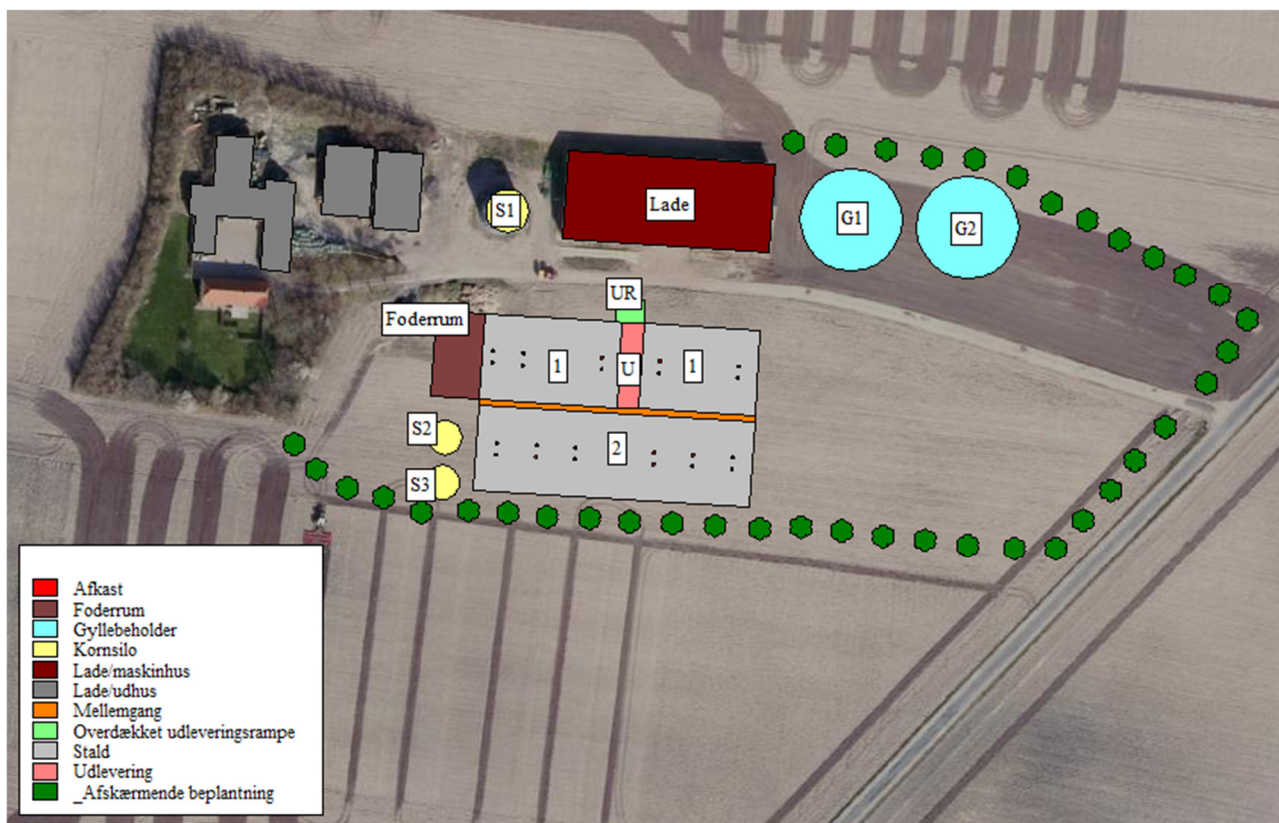 S1
Lade
G1
G2
UR
Foderrum
1
U
1
S2
2
S3
Afkast
Foderrum
Gyllebeholder
Kornsilo
Lade/maskinhus
Lade/udhus
Mellemgang
Overdækket udleveringsrampe
Stald
Udlevering
_Afskærmende beplantning